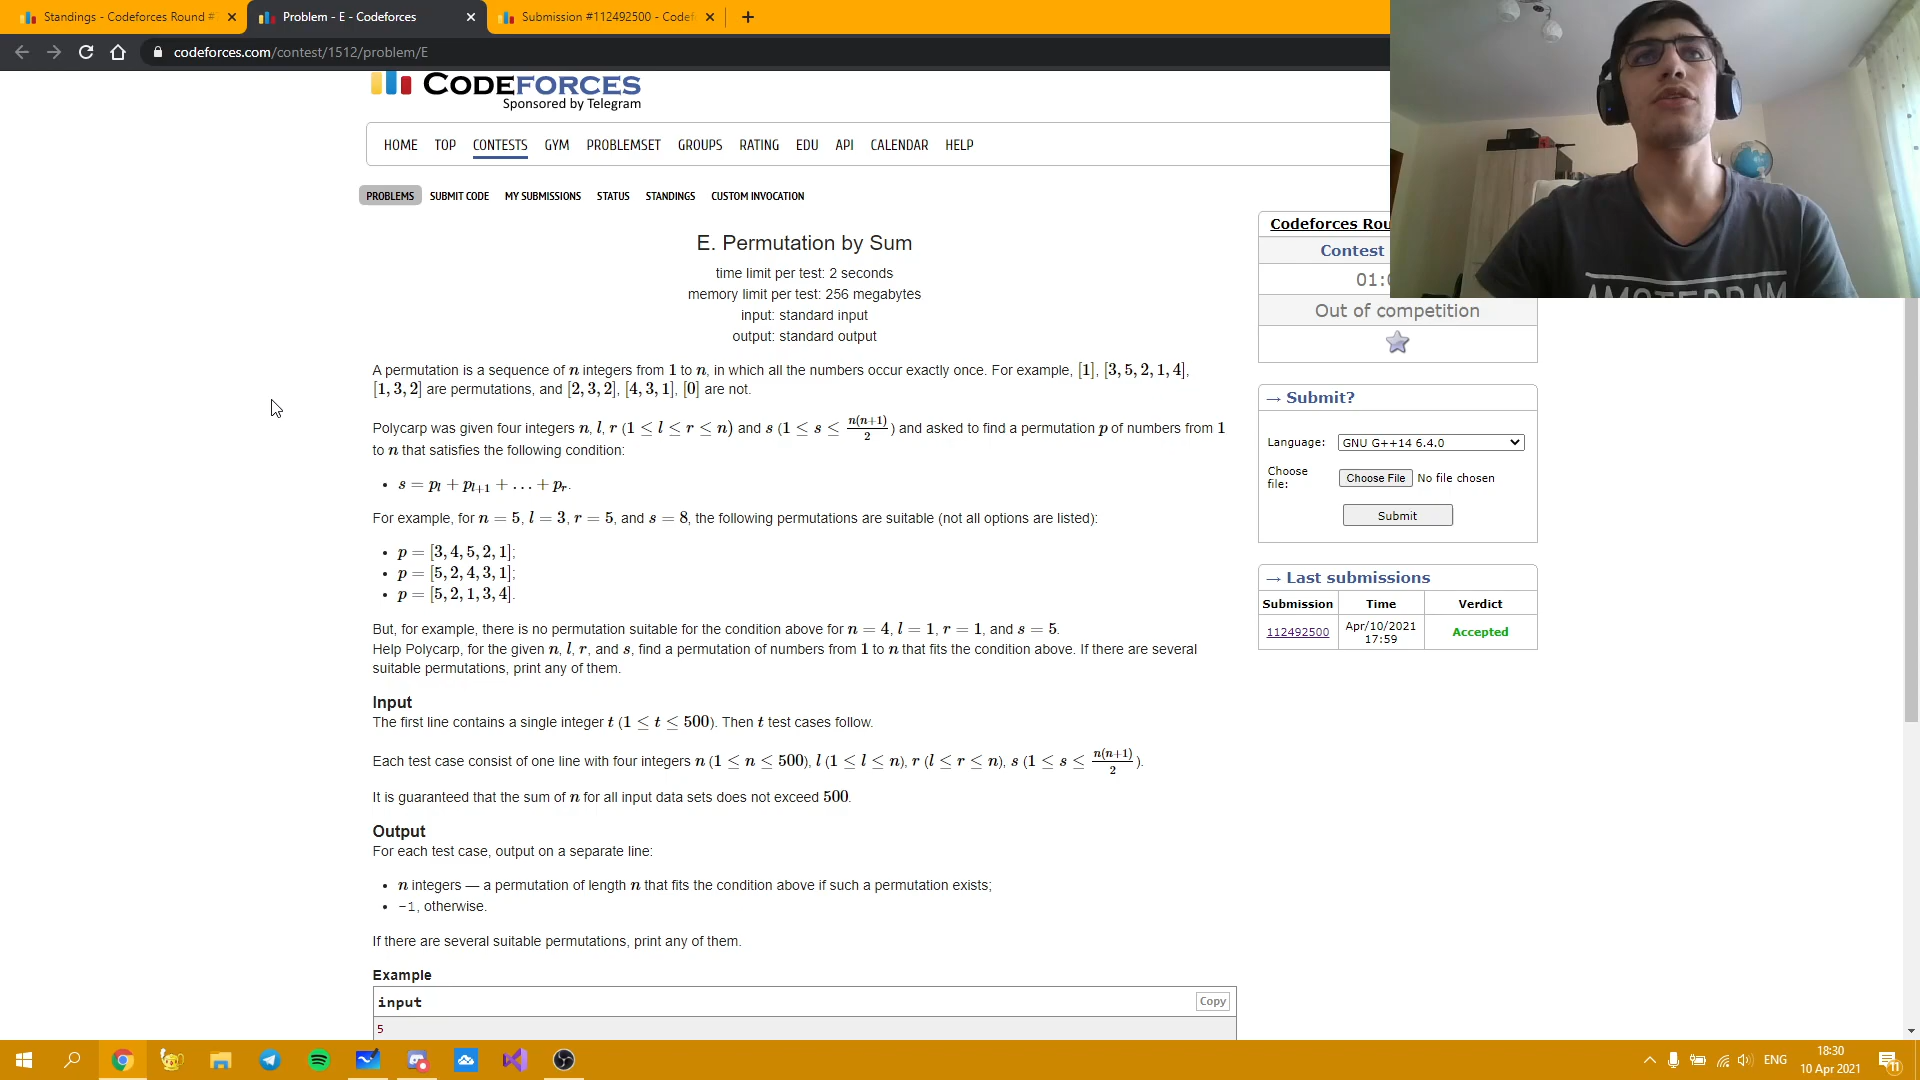 Standings - Codeforces Round #
Problem - E - Codeforces
Submission #112492500 - Codef
codeforces.com/contest/1512/problem/E
CODEFORCES
Sponsored by Telegram
HOME TOP CONTESTS GYM PROBLEMSET GROUPS RATING EDU API CALENDAR HELP
PROBLEMS SUBMIT CODE MY SUBMISSIONS STATUS STANDINGS CUSTOM INVOCATION
E. Permutation by Sum
time limit per test: 2 seconds
memory limit per test: 256 megabytes
input: standard input
output: standard output
A permutation is a sequence of n integers from 1 to n, in which all the numbers occur exactly once. For example, [1], [3, 5, 2, 1, 4],
[1, 3, 2] are permutations, and [2, 3, 2], [4, 3, 1], [0] are not.
Polycarp was given four integers n, l, r (1 ≤ l ≤ r ≤ n) and s (1 ≤ s ≤ n(n+1)/2) and asked to find a permutation p of numbers from 1
to n that satisfies the following condition:
• s = p_l + p_{l+1} + … + p_r.
For example, for n = 5, l = 3, r = 5, and s = 8, the following permutations are suitable (not all options are listed):
• p = [3, 4, 5, 2, 1];
• p = [5, 2, 4, 3, 1];
• p = [5, 2, 1, 3, 4].
But, for example, there is no permutation suitable for the condition above for n = 4, l = 1, r = 1, and s = 5.
Help Polycarp, for the given n, l, r, and s, find a permutation of numbers from 1 to n that fits the condition above. If there are several
suitable permutations, print any of them.
Input
The first line contains a single integer t (1 ≤ t ≤ 500). Then t test cases follow.
Each test case consist of one line with four integers n (1 ≤ n ≤ 500), l (1 ≤ l ≤ n), r (l ≤ r ≤ n), s (1 ≤ s ≤ n(n+1)/2).
It is guaranteed that the sum of n for all input data sets does not exceed 500.
Output
For each test case, output on a separate line:
• n integers — a permutation of length n that fits the condition above if such a permutation exists;
• -1, otherwise.
If there are several suitable permutations, print any of them.
Example
input
Copy
5
Codeforces Rou
Contest
01:
Out of competition
→ Submit?
Language: GNU G++14 6.4.0
Choose file: Choose File No file chosen
Submit
→ Last submissions
Submission Time Verdict
112492500 Apr/10/2021 17:59 Accepted
AMSTERDAM
ENG
18:30
10 Apr 2021
11